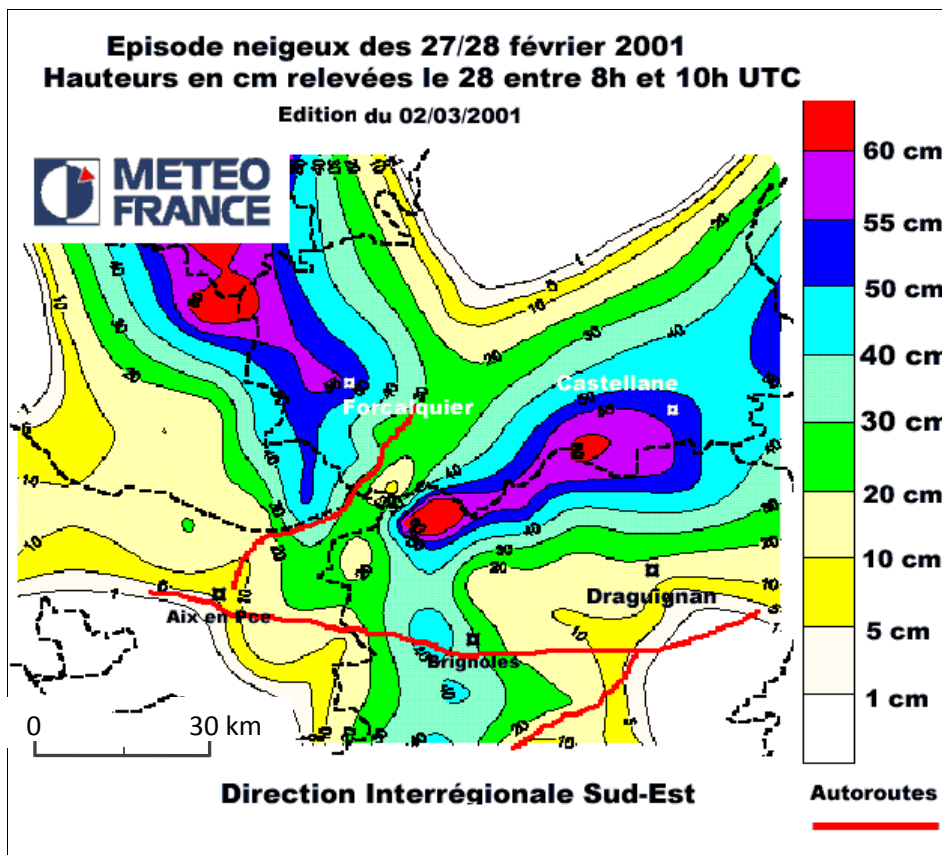 Episode neigeux des 27/28 février 2001
Hauteurs en cm relevées le 28 entre 8h et 10h UTC
Edition du 02/03/2001
METEO
FRANCE
60 cm
55 cm
50 cm
40 cm
30 cm
20 cm
10 cm
5 cm
1 cm
Castellane
Forcalquier
Draguignan
Aix en Pce
Brignoles
0 30 km
Direction Interrégionale Sud-Est
Autoroutes